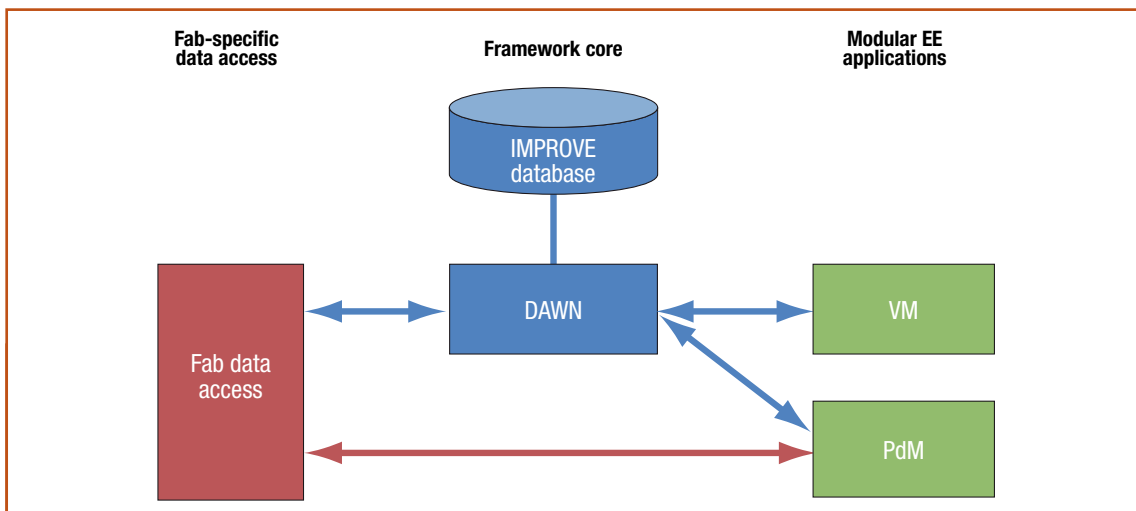 Fab-specific
data access
Framework core
Modular EE
applications
IMPROVE
database
DAWN
VM
Fab data
access
PdM